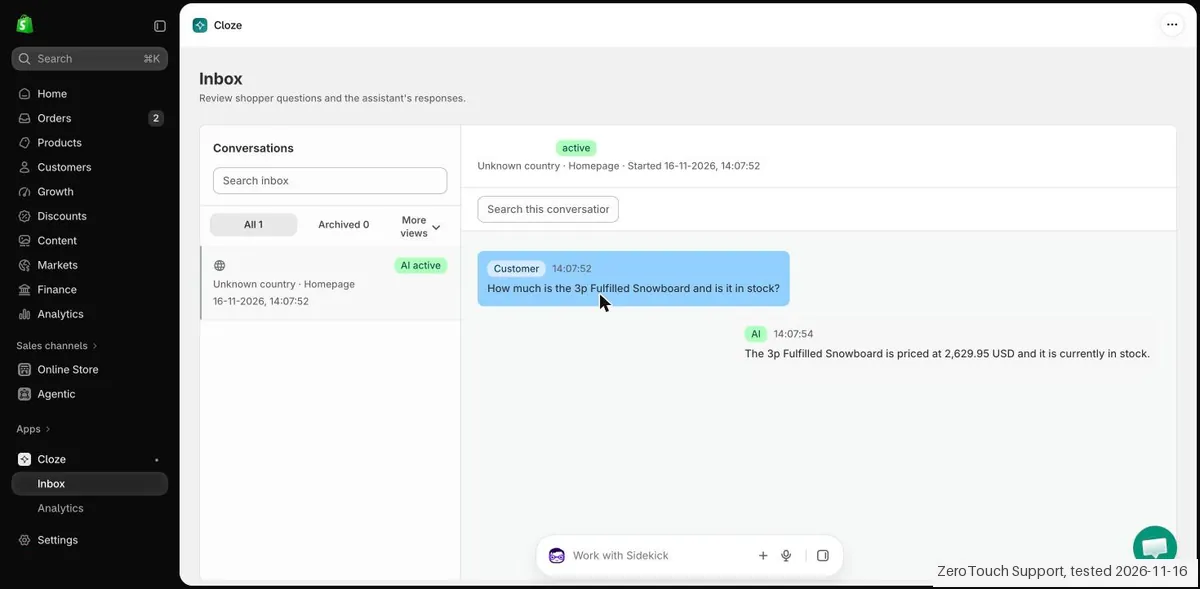 Search
⌘K
Home
Orders
2
Products
Customers
Growth
Discounts
Content
Markets
Finance
Analytics
Sales channels
Online Store
Agentic
Apps
Cloze
Inbox
Analytics
Settings
Cloze
Inbox
Review shopper questions and the assistant's responses.
Conversations
Search inbox
All 1
Archived 0
More
views
AI active
Unknown country · Homepage
16-11-2026, 14:07:52
active
Unknown country · Homepage · Started 16-11-2026, 14:07:52
Search this conversation
Customer 14:07:52
How much is the 3p Fulfilled Snowboard and is it in stock?
AI 14:07:54
The 3p Fulfilled Snowboard is priced at 2,629.95 USD and it is currently in stock.
Work with Sidekick
ZeroTouch Support, tested 2026-11-16